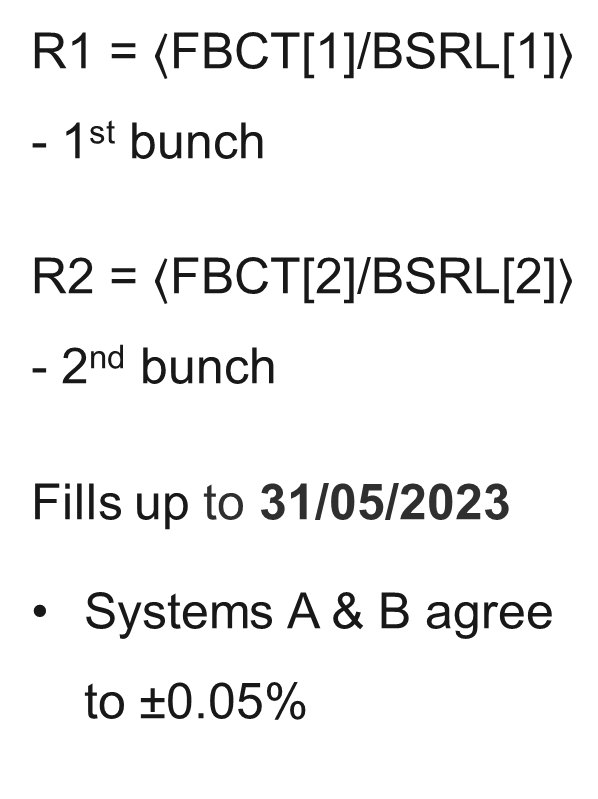 R1 = ⟨FBCT[1]/BSRL[1]⟩
- 1st bunch
R2 = ⟨FBCT[2]/BSRL[2]⟩
- 2nd bunch
Fills up to 31/05/2023
• Systems A & B agree
to ±0.05%